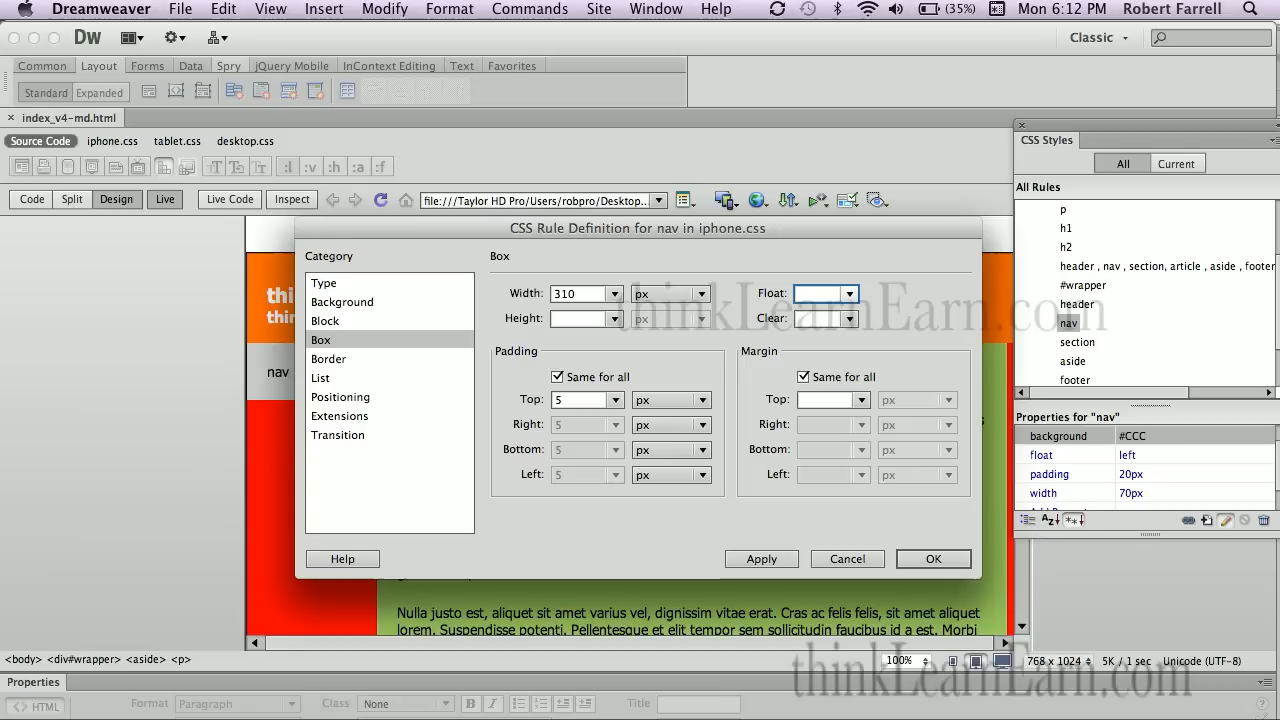 Dreamweaver File Edit View Insert Modify Format Commands Site Window Help (35%) Mon 6:12 PM Robert Farrell
Dw Classic
Common Layout Forms Data Spry jQuery Mobile InContext Editing Text Favorites
Standard Expanded
index_v4-md.html
Source Code iphone.css tablet.css desktop.css
Code Split Design Live Live Code Inspect file:///Taylor HD Pro/Users/robpro/Desktop...
CSS Styles
All Current
All Rules
p
h1
h2
header , nav , section, article , aside , footer
#wrapper
header
nav
section
aside
footer
Properties for "nav"
background #CCC
float left
padding 20px
width 70px
CSS Rule Definition for nav in iphone.css
Category
Type
Background
Block
Box
Border
List
Positioning
Extensions
Transition
Box
Width: 310 px Float:
Height: px Clear:
Padding Margin
Same for all Same for all
Top: 5 px Top: px
Right: 5 px Right: px
Bottom: 5 px Bottom: px
Left: 5 px Left: px
Help Apply Cancel OK
thi
thin
nav
thinkLearnEarn.com
Nulla justo est, aliquet sit amet varius vel, dignissim vitae erat. Cras ac felis felis, sit amet aliquet
lorem. Suspendisse potenti. Pellentesque et elit tempor sem sollicitudin faucibus id a est. Morbi
<body> <div#wrapper> <aside> <p> 100% 768 x 1024 5K / 1 sec Unicode (UTF-8)
thinkLearnEarn.com
Properties
HTML Format Paragraph Class None B I Title